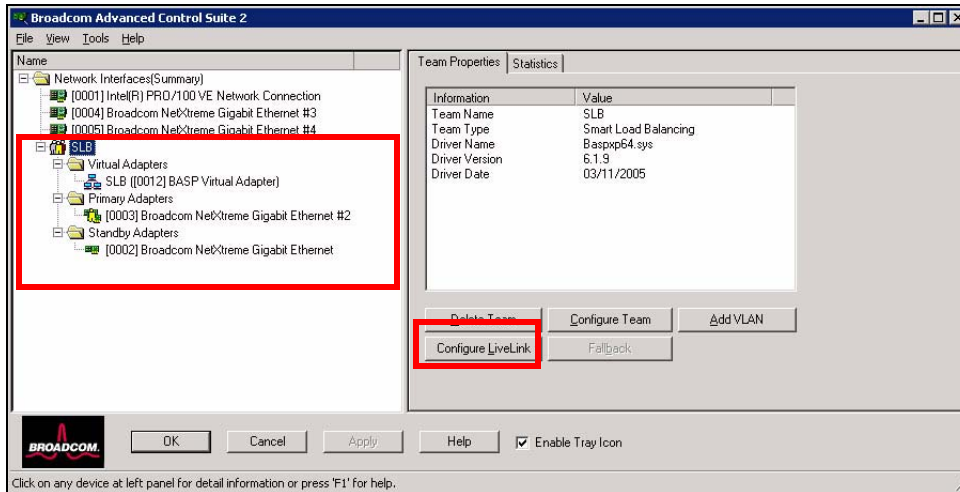 Broadcom Advanced Control Suite 2
File View Tools Help
Name
Network Interfaces(Summary)
[0001] Intel(R) PRO/100 VE Network Connection
[0004] Broadcom NetXtreme Gigabit Ethernet #3
[0005] Broadcom NetXtreme Gigabit Ethernet #4
SLB
Virtual Adapters
SLB ([0012] BASP Virtual Adapter)
Primary Adapters
[0003] Broadcom NetXtreme Gigabit Ethernet #2
Standby Adapters
[0002] Broadcom NetXtreme Gigabit Ethernet
Team Properties Statistics
Information Value
Team Name SLB
Team Type Smart Load Balancing
Driver Name Baspxp64.sys
Driver Version 6.1.9
Driver Date 03/11/2005
Delete Team Configure Team Add VLAN
Configure LiveLink Fallback
BROADCOM. OK Cancel Apply Help Enable Tray Icon
Click on any device at left panel for detail information or press 'F1' for help.